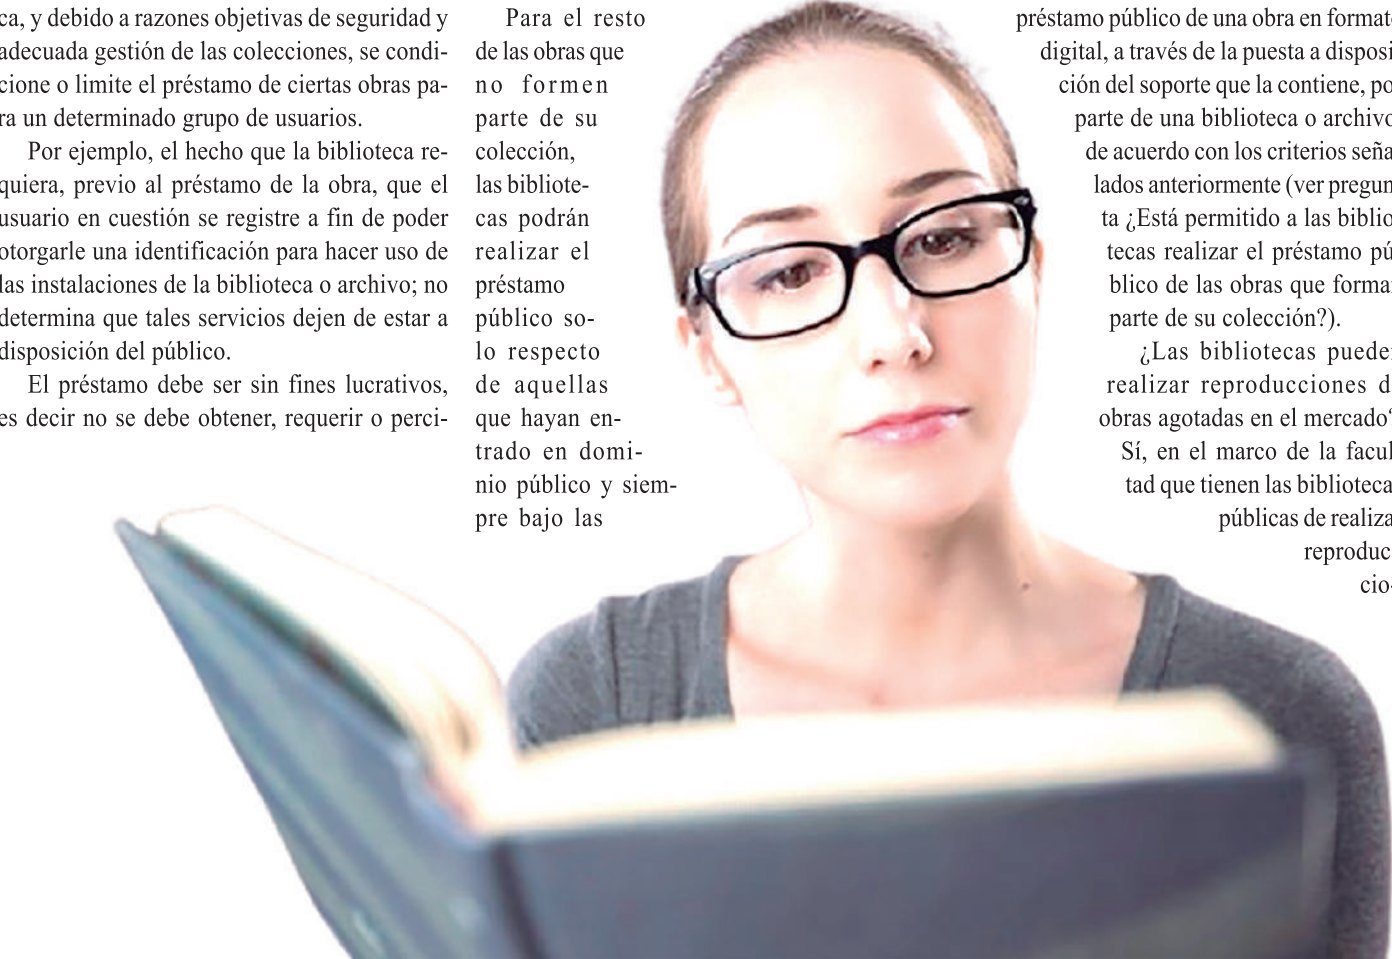 ca, y debido a razones objetivas de seguridad y
adecuada gestión de las colecciones, se condi-
cione o limite el préstamo de ciertas obras pa-
ra un determinado grupo de usuarios.
Por ejemplo, el hecho que la biblioteca re-
quiera, previo al préstamo de la obra, que el
usuario en cuestión se registre a fin de poder
otorgarle una identificación para hacer uso de
las instalaciones de la biblioteca o archivo; no
determina que tales servicios dejen de estar a
disposición del público.
El préstamo debe ser sin fines lucrativos,
es decir no se debe obtener, requerir o perci-
Para el resto
de las obras que
no formen
parte de su
colección,
las bibliote-
cas podrán
realizar el
préstamo
público so-
lo respecto
de aquellas
que hayan en-
trado en domi-
nio público y siem-
pre bajo las
préstamo público de una obra en format
digital, a través de la puesta a disposi
ción del soporte que la contiene, po
parte de una biblioteca o archivo
de acuerdo con los criterios seña
lados anteriormente (ver pregun
ta ¿Está permitido a las biblio
tecas realizar el préstamo pú
blico de las obras que forma
parte de su colección?).
¿Las bibliotecas puede
realizar reproducciones d
obras agotadas en el mercado?
Sí, en el marco de la facul
tad que tienen las biblioteca
públicas de realiza
reproduc
cio-